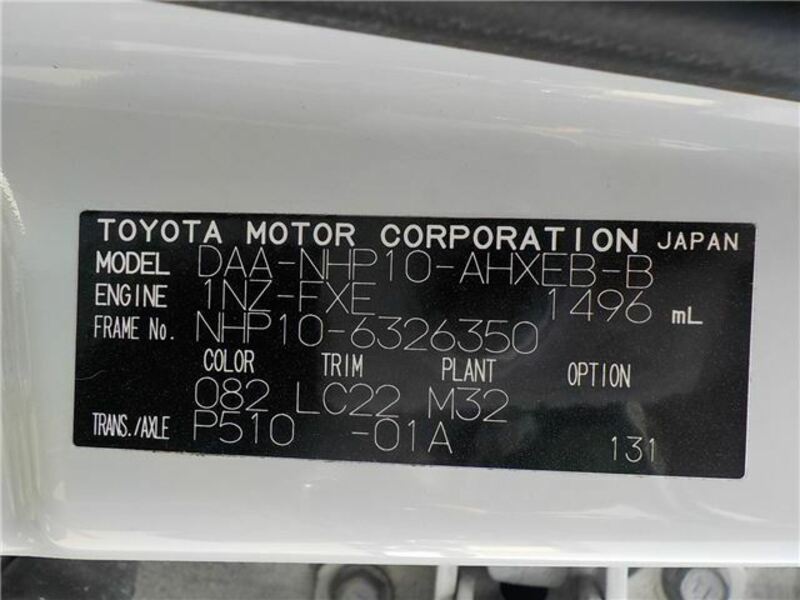 TOYOTA MOTOR CORPORATION JAPAN
MODEL DAA-NHP10-AHXEB-B
ENGINE 1NZ-FXE 1496 mL
FRAME No. NHP10-6326350
COLOR TRIM PLANT OPTION
082 LC22 M32
TRANS./AXLE P510 -01A 131